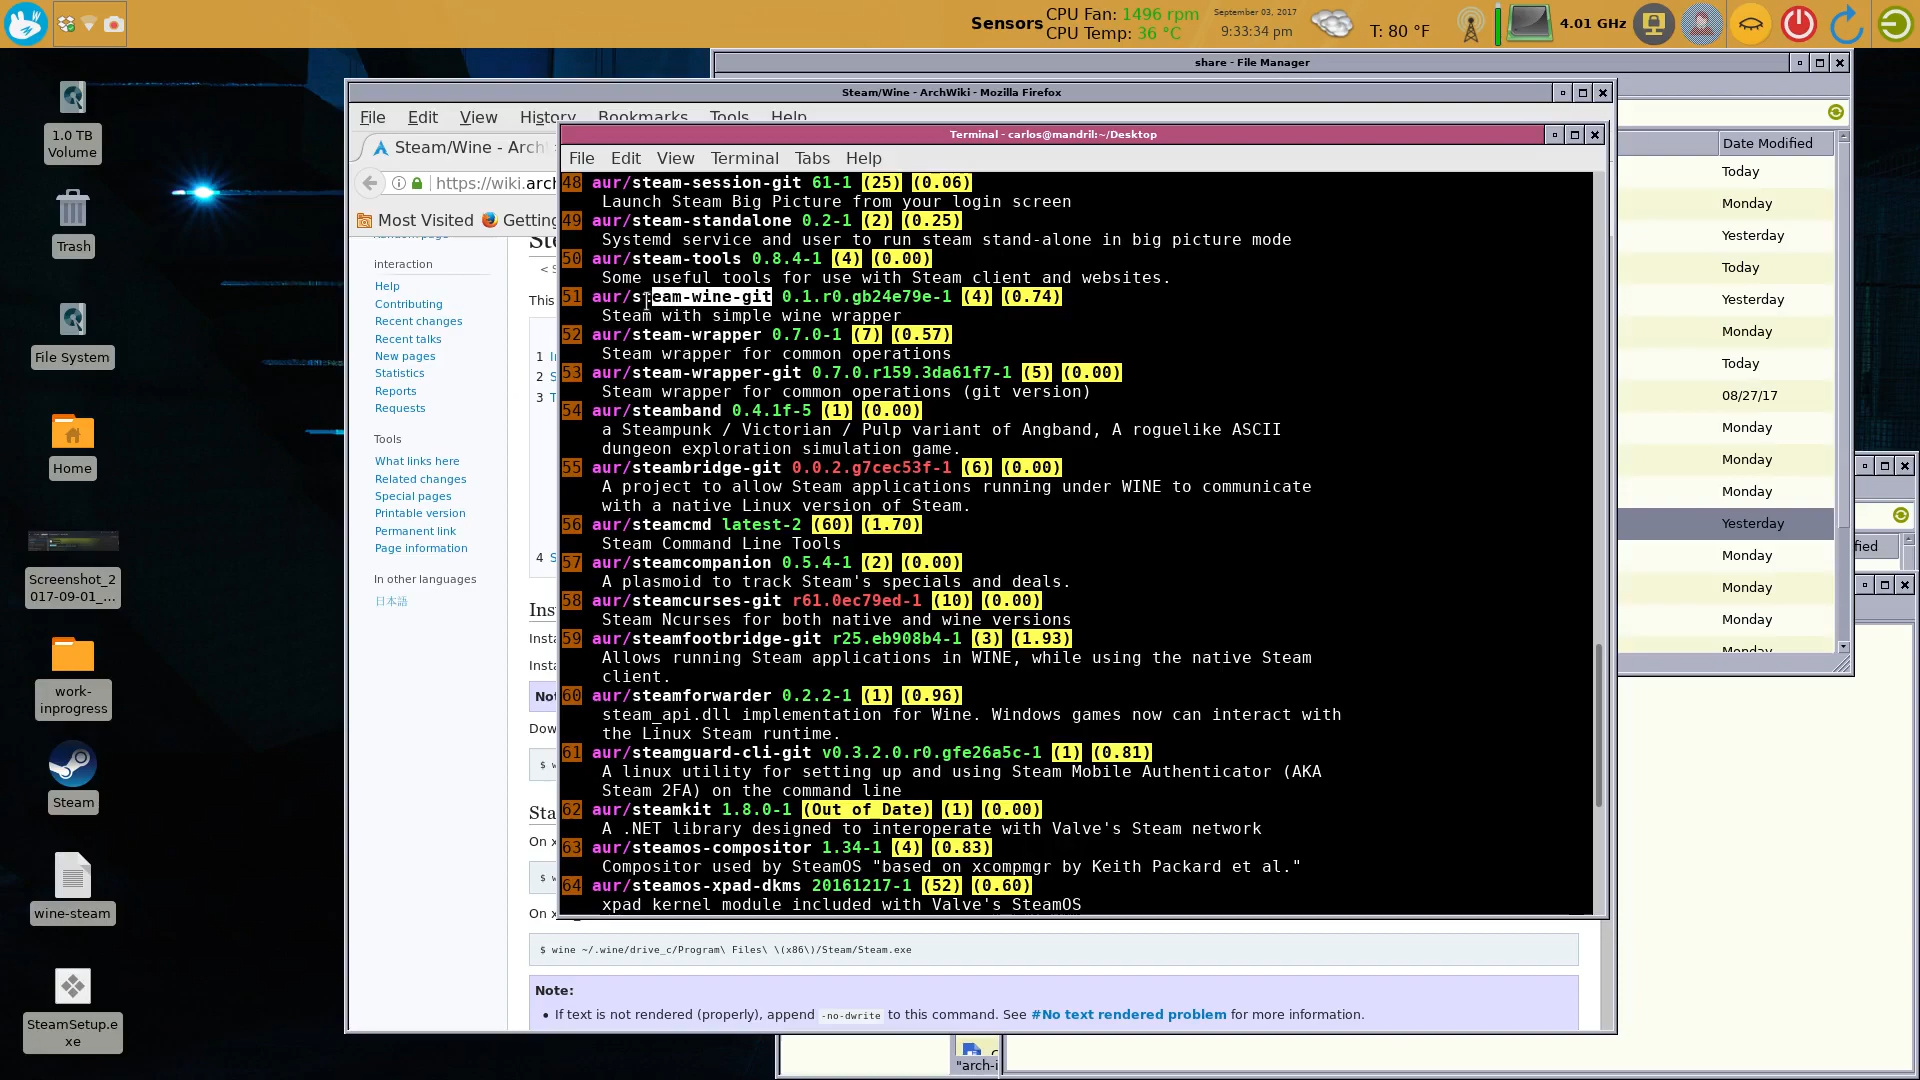 Sensors
CPU Fan: 1496 rpm
CPU Temp: 36 °C
September 03, 2017
9:33:34 pm
T: 80 °F
4.01 GHz
share - File Manager
Date Modified
Today
Monday
Yesterday
Today
Yesterday
Monday
Today
08/27/17
Monday
Monday
Monday
Yesterday
Monday
Monday
Monday
Monday
1.0 TB
Volume
Trash
File System
Home
Screenshot_2
017-09-01_...
work-
inprogress
Steam
wine-steam
SteamSetup.e
xe
Steam/Wine - ArchWiki - Mozilla Firefox
File Edit View History Bookmarks Tools Help
Steam/Wine - Arch
https://wiki.arc
Most Visited
interaction
Help
Contributing
Recent changes
Recent talks
New pages
Statistics
Reports
Requests
Tools
What links here
Related changes
Special pages
Printable version
Permanent link
Page information
In other languages
日本語
This
1
2
3
4
$ wine ~/.wine/drive_c/Program\ Files\ \(x86\)/Steam/Steam.exe
Note:
• If text is not rendered (properly), append -no-dwrite to this command. See #No text rendered problem for more information.
Terminal - carlos@mandril:~/Desktop
File Edit View Terminal Tabs Help
48 aur/steam-session-git 61-1 (25) (0.06)
Launch Steam Big Picture from your login screen
49 aur/steam-standalone 0.2-1 (2) (0.25)
Systemd service and user to run steam stand-alone in big picture mode
50 aur/steam-tools 0.8.4-1 (4) (0.00)
Some useful tools for use with Steam client and websites.
51 aur/steam-wine-git 0.1.r0.gb24e79e-1 (4) (0.74)
Steam with simple wine wrapper
52 aur/steam-wrapper 0.7.0-1 (7) (0.57)
Steam wrapper for common operations
53 aur/steam-wrapper-git 0.7.0.r159.3da61f7-1 (5) (0.00)
Steam wrapper for common operations (git version)
54 aur/steamband 0.4.1f-5 (1) (0.00)
a Steampunk / Victorian / Pulp variant of Angband, A roguelike ASCII
dungeon exploration simulation game.
55 aur/steambridge-git 0.0.2.g7cec53f-1 (6) (0.00)
A project to allow Steam applications running under WINE to communicate
with a native Linux version of Steam.
56 aur/steamcmd latest-2 (60) (1.70)
Steam Command Line Tools
57 aur/steamcompanion 0.5.4-1 (2) (0.00)
A plasmoid to track Steam's specials and deals.
58 aur/steamcurses-git r61.0ec79ed-1 (10) (0.00)
Steam Ncurses for both native and wine versions
59 aur/steamfootbridge-git r25.eb908b4-1 (3) (1.93)
Allows running Steam applications in WINE, while using the native Steam
client.
60 aur/steamforwarder 0.2.2-1 (1) (0.96)
steam_api.dll implementation for Wine. Windows games now can interact with
the Linux Steam runtime.
61 aur/steamguard-cli-git v0.3.2.0.r0.gfe26a5c-1 (1) (0.81)
A linux utility for setting up and using Steam Mobile Authenticator (AKA
Steam 2FA) on the command line
62 aur/steamkit 1.8.0-1 (Out of Date) (1) (0.00)
A .NET library designed to interoperate with Valve's Steam network
63 aur/steamos-compositor 1.34-1 (4) (0.83)
Compositor used by SteamOS "based on xcompmgr by Keith Packard et al."
64 aur/steamos-xpad-dkms 20161217-1 (52) (0.60)
xpad kernel module included with Valve's SteamOS
"arch-i